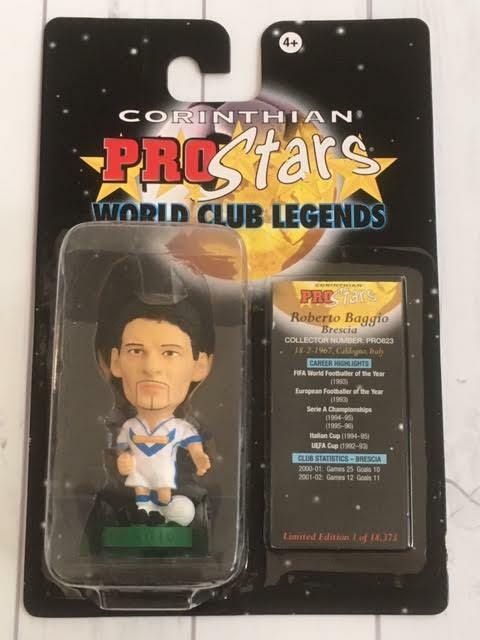 4+
CORINTHIAN
PROStars
WORLD CLUB LEGENDS
CORINTHIAN
PROStars
Roberto Baggio
Brescia
COLLECTOR NUMBER: PRO623
18-2-1967, Caldogno, Italy
CAREER HIGHLIGHTS
FIFA World Footballer of the Year
(1993)
European Footballer of the Year
(1993)
Serie A Championships
(1994-95)
(1995-96)
Italian Cup (1994-95)
UEFA Cup (1992-93)
CLUB STATISTICS - BRESCIA
2000-01: Games 25 Goals 10
2001-02: Games 12 Goals 11
Limited Edition 1 of 18,373